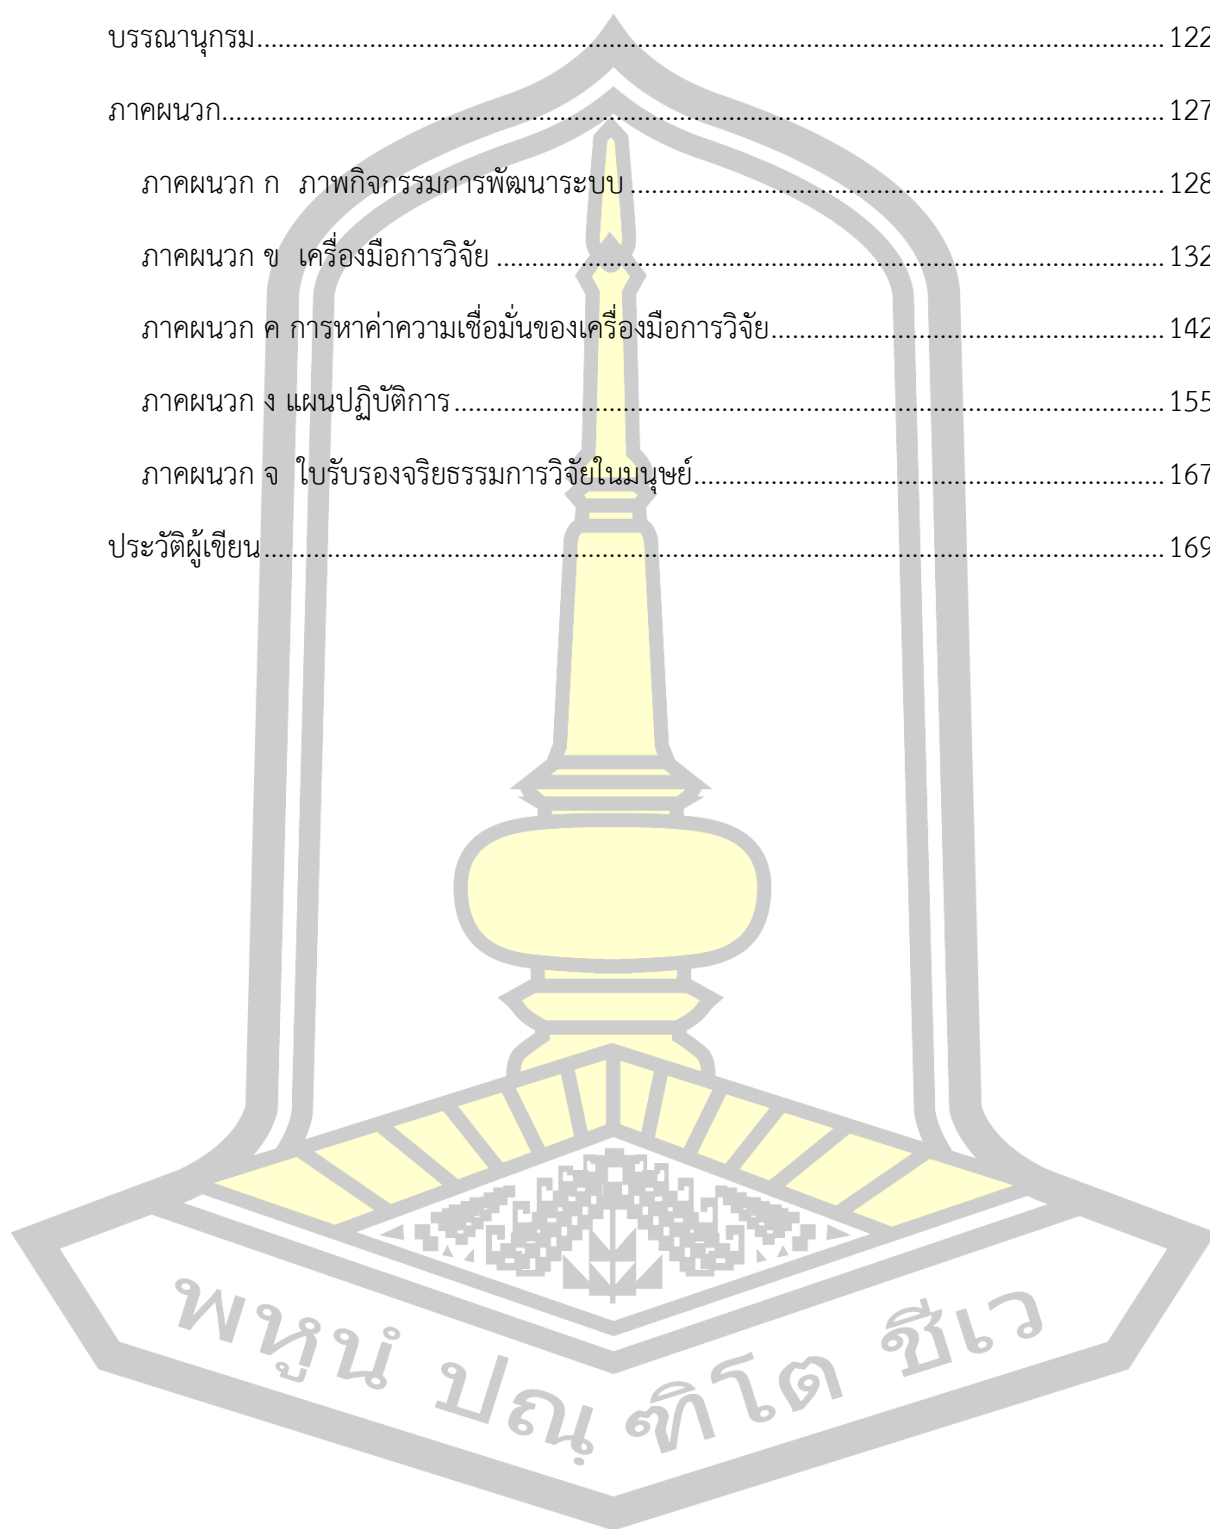 บรรณานุกรม........................................................................................................ 122
ภาคผนวก........................................................................................................ 127
ภาคผนวก ก ภาพกิจกรรมการพัฒนาระบบ ............................................................. 128
ภาคผนวก ข เครื่องมือการวิจัย ............................................................................. 132
ภาคผนวก ค การหาค่าความเชื่อมั่นของเครื่องมือการวิจัย............................................. 142
ภาคผนวก ง แผนปฏิบัติการ ................................................................................. 155
ภาคผนวก จ ใบรับรองจริยธรรมการวิจัยในมนุษย์...................................................... 167
ประวัติผู้เขียน ........................................................................................................ 169
พหูนํ ปณฺฑิโต ชีเว